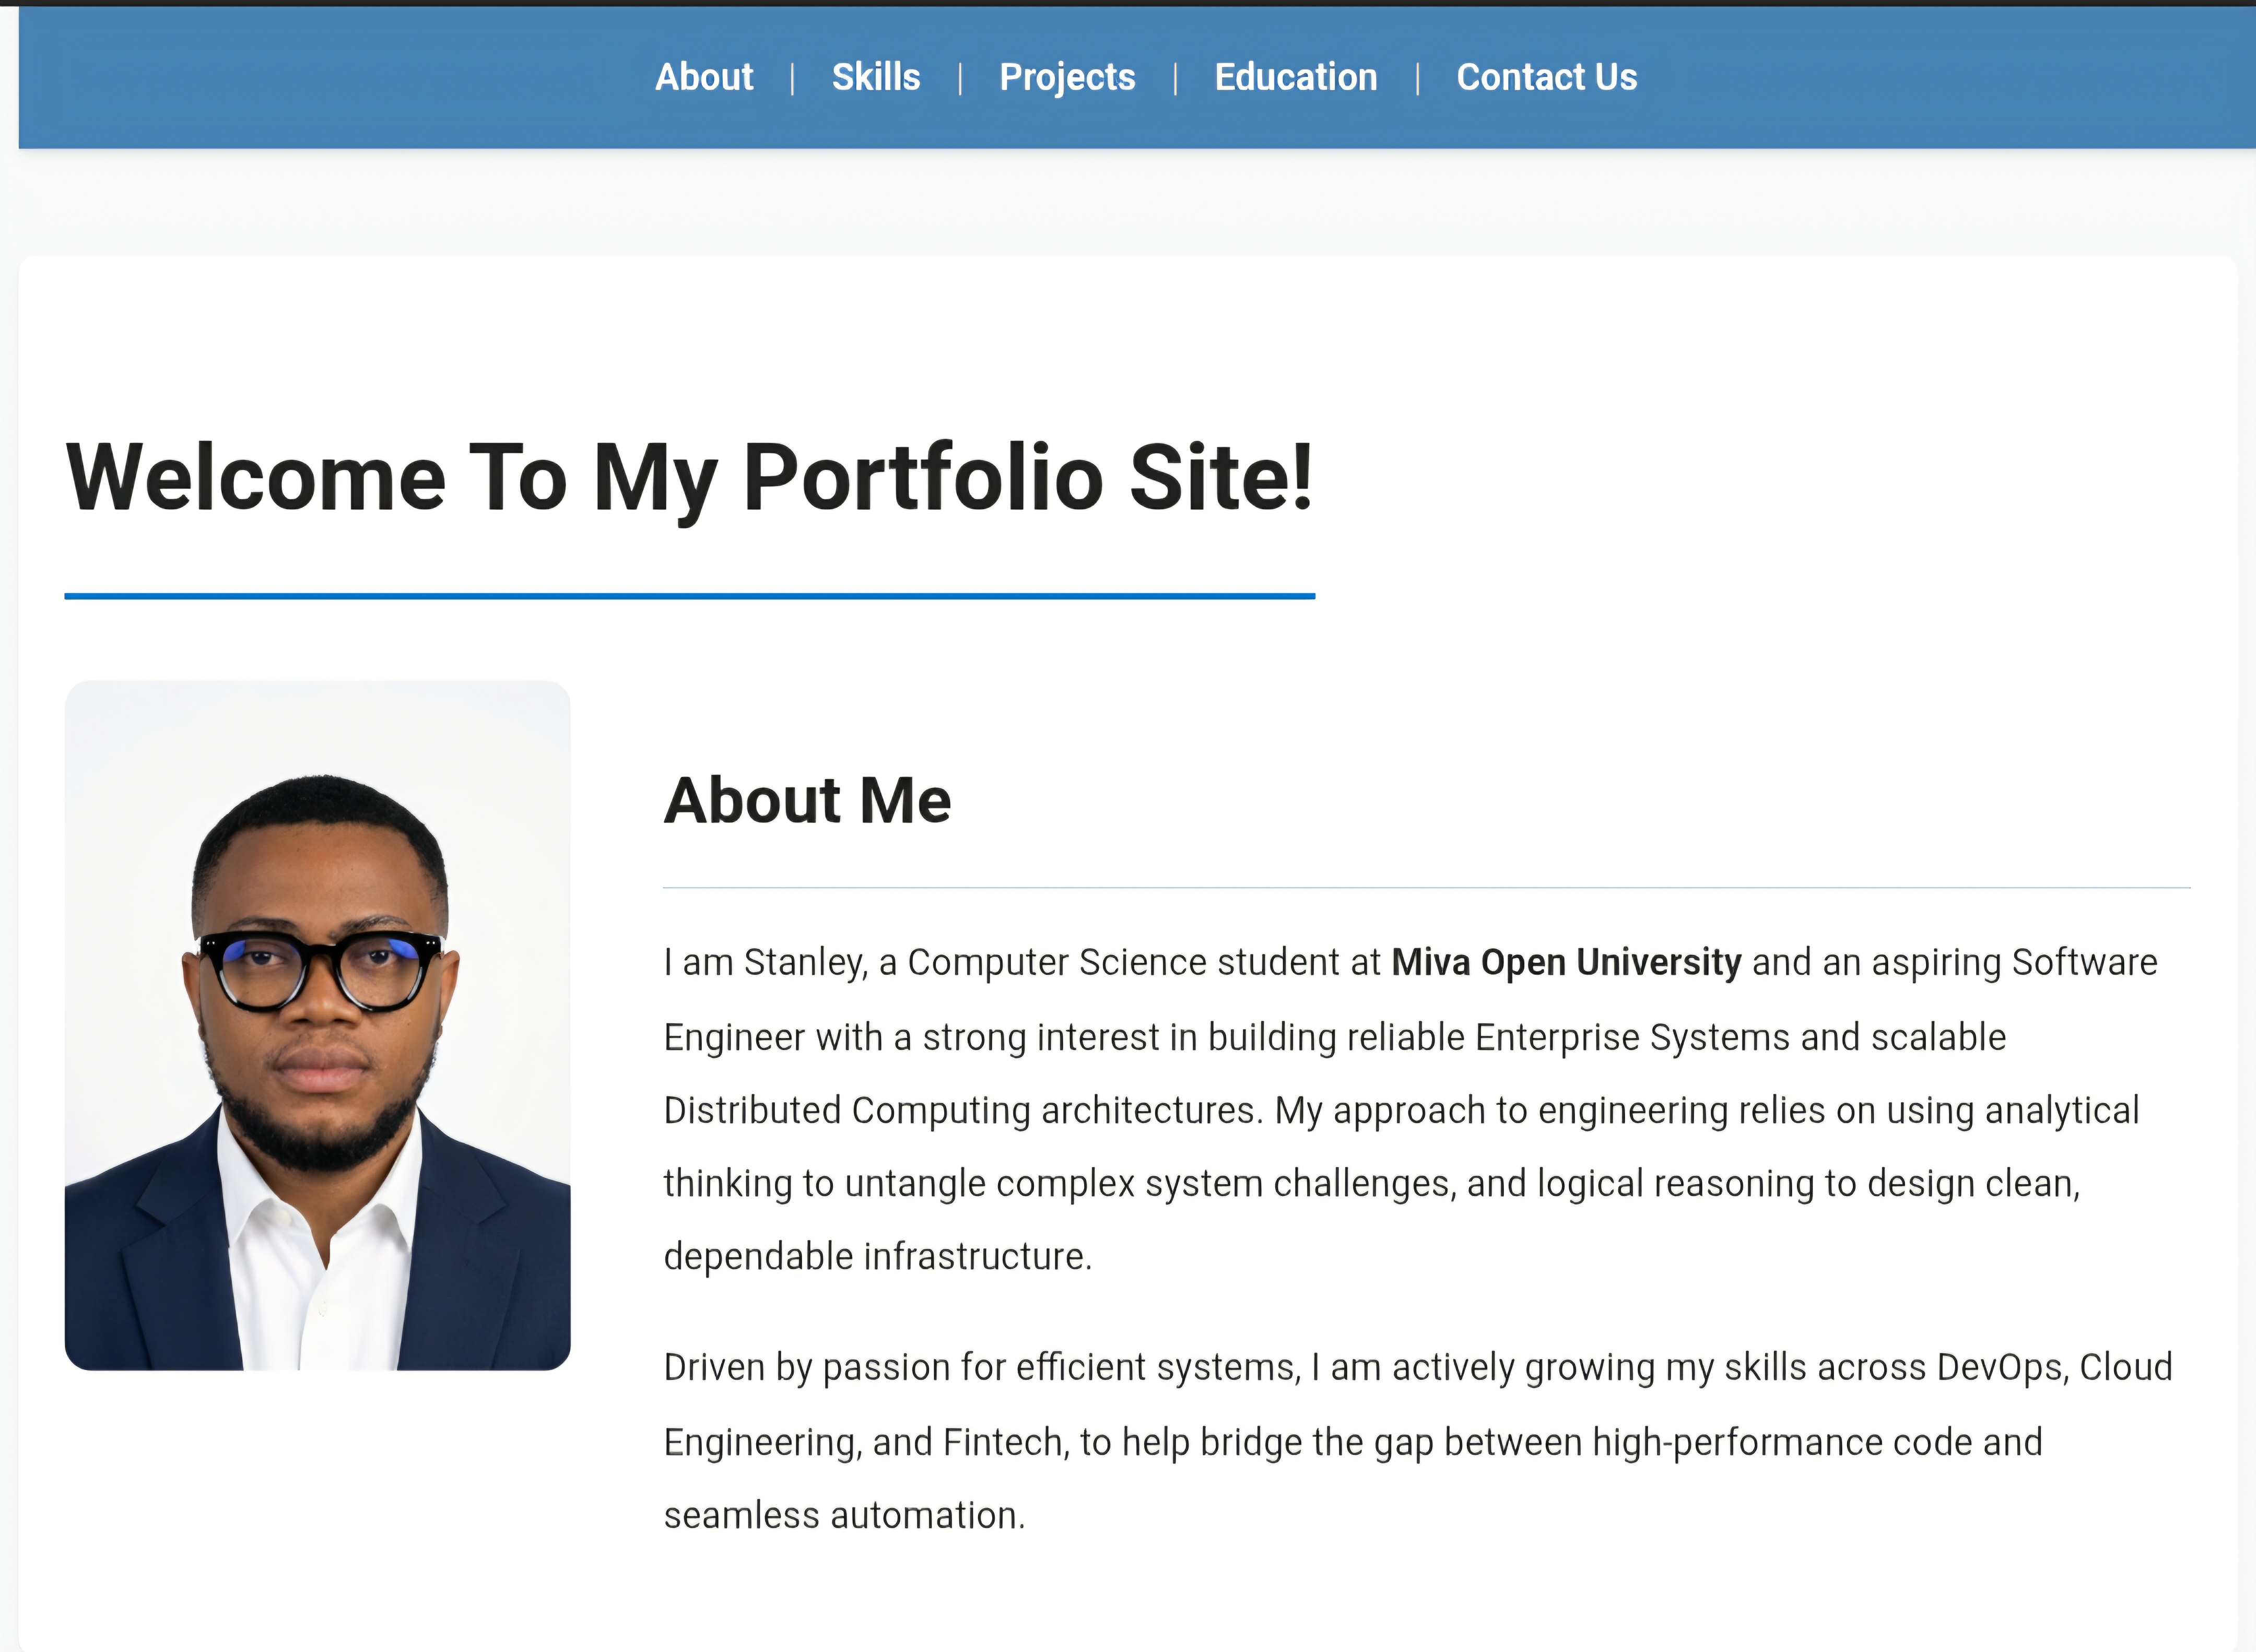 About | Skills | Projects | Education | Contact Us
Welcome To My Portfolio Site!
About Me
I am Stanley, a Computer Science student at Miva Open University and an aspiring Software
Engineer with a strong interest in building reliable Enterprise Systems and scalable
Distributed Computing architectures. My approach to engineering relies on using analytical
thinking to untangle complex system challenges, and logical reasoning to design clean,
dependable infrastructure.
Driven by passion for efficient systems, I am actively growing my skills across DevOps, Cloud
Engineering, and Fintech, to help bridge the gap between high-performance code and
seamless automation.